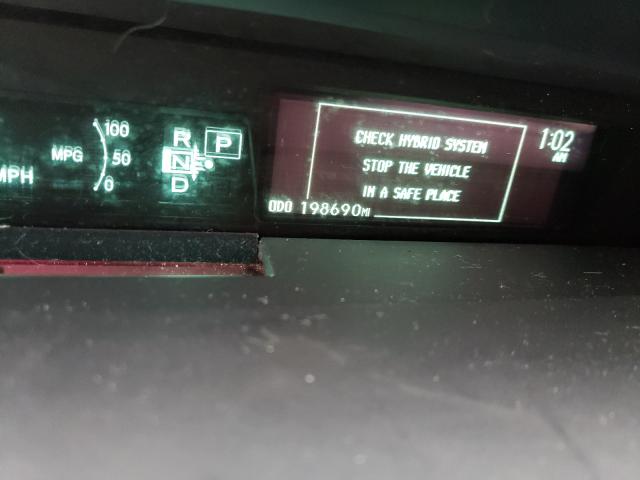 MPH
MPG
100
50
0
R
N
D
P
CHECK HYBRID SYSTEM
STOP THE VEHICLE
IN A SAFE PLACE
ODO 198690MI
1:02
AM